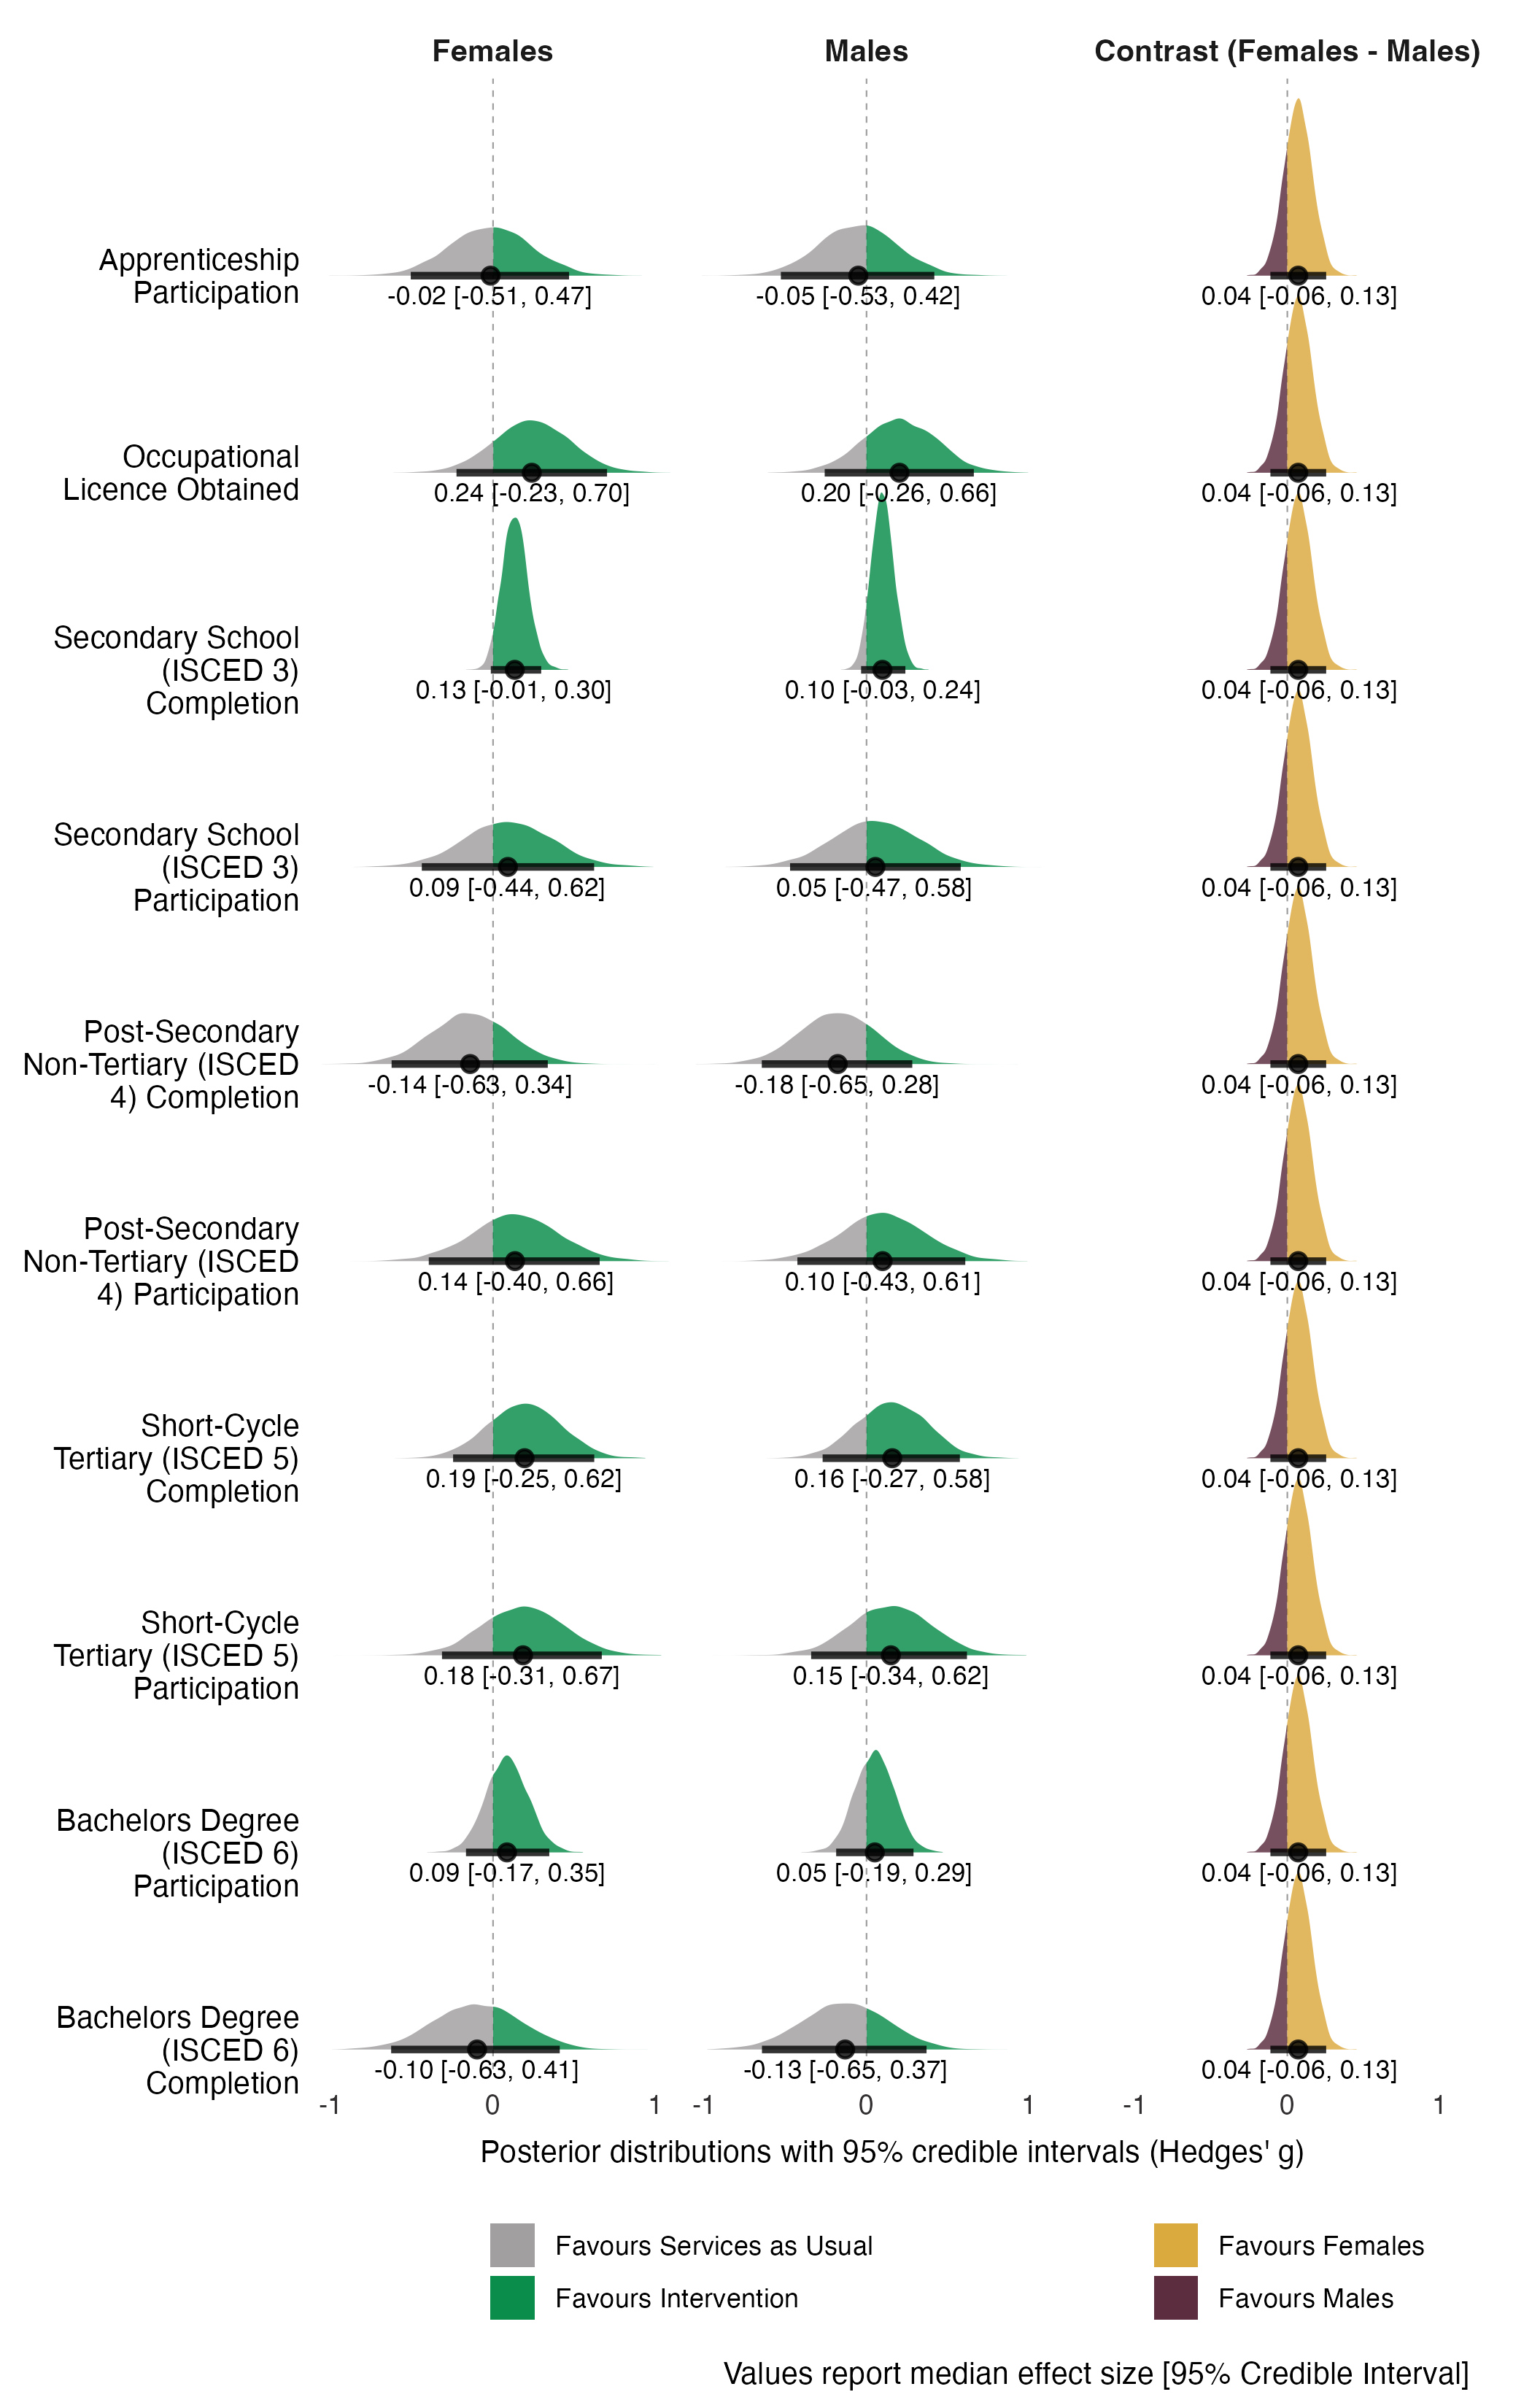 Females Males Contrast (Females - Males)
Apprenticeship
Participation
-0.02 [-0.51, 0.47] -0.05 [-0.53, 0.42] 0.04 [-0.06, 0.13]
Occupational
Licence Obtained
0.24 [-0.23, 0.70] 0.20 [-0.26, 0.66] 0.04 [-0.06, 0.13]
Secondary School
(ISCED 3)
Completion
0.13 [-0.01, 0.30] 0.10 [-0.03, 0.24] 0.04 [-0.06, 0.13]
Secondary School
(ISCED 3)
Participation
0.09 [-0.44, 0.62] 0.05 [-0.47, 0.58] 0.04 [-0.06, 0.13]
Post-Secondary
Non-Tertiary (ISCED
4) Completion
-0.14 [-0.63, 0.34] -0.18 [-0.65, 0.28] 0.04 [-0.06, 0.13]
Post-Secondary
Non-Tertiary (ISCED
4) Participation
0.14 [-0.40, 0.66] 0.10 [-0.43, 0.61] 0.04 [-0.06, 0.13]
Short-Cycle
Tertiary (ISCED 5)
Completion
0.19 [-0.25, 0.62] 0.16 [-0.27, 0.58] 0.04 [-0.06, 0.13]
Short-Cycle
Tertiary (ISCED 5)
Participation
0.18 [-0.31, 0.67] 0.15 [-0.34, 0.62] 0.04 [-0.06, 0.13]
Bachelors Degree
(ISCED 6)
Participation
0.09 [-0.17, 0.35] 0.05 [-0.19, 0.29] 0.04 [-0.06, 0.13]
Bachelors Degree
(ISCED 6)
Completion
-0.10 [-0.63, 0.41] -0.13 [-0.65, 0.37] 0.04 [-0.06, 0.13]
-1 0 1 -1 0 1 -1 0 1
Posterior distributions with 95% credible intervals (Hedges' g)
Favours Services as Usual
Favours Intervention
Favours Females
Favours Males
Values report median effect size [95% Credible Interval]